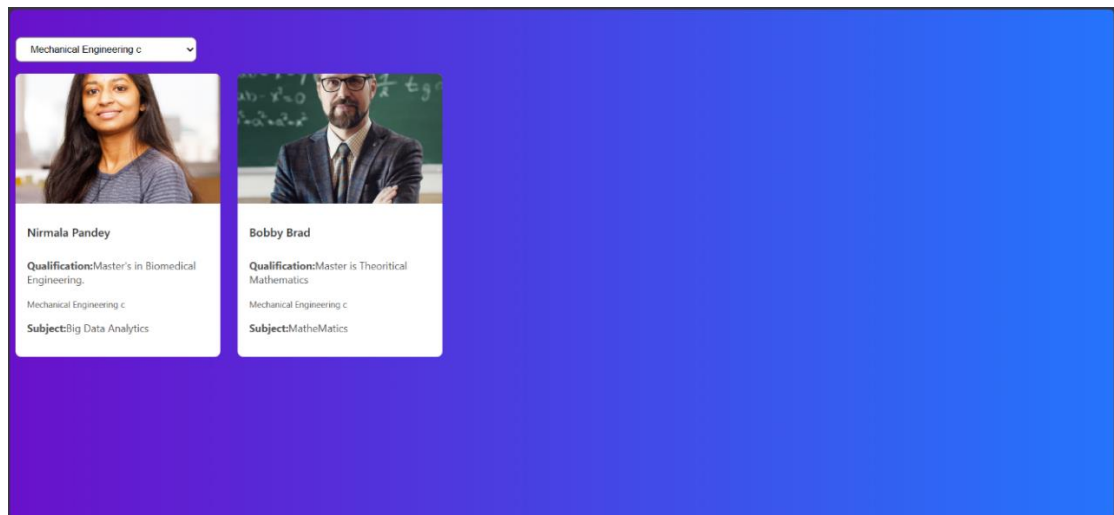 Mechanical Engineering c
Nirmala Pandey
Qualification:Master's in Biomedical
Engineering.
Mechanical Engineering c
Subject:Big Data Analytics
Bobby Brad
Qualification:Master is Theoritical
Mathematics
Mechanical Engineering c
Subject:MatheMatics